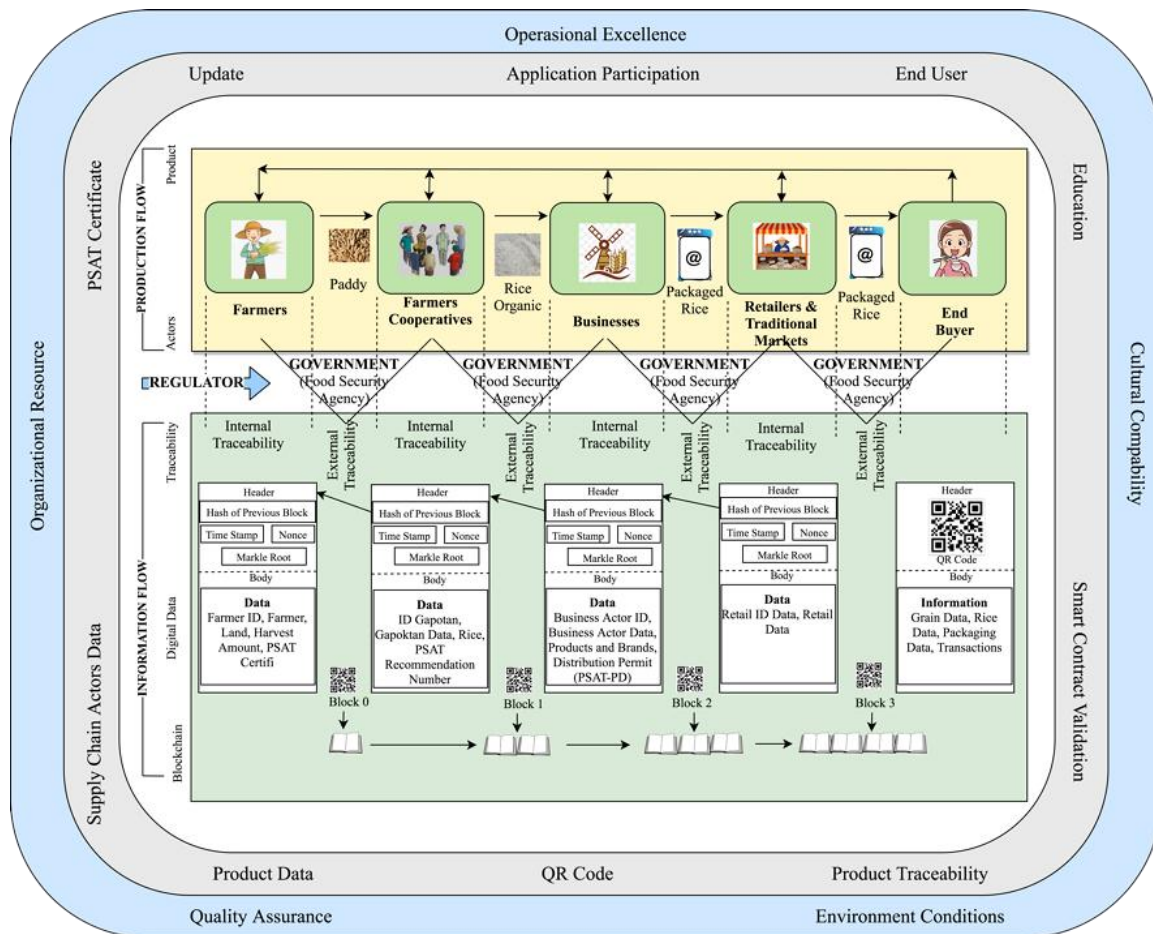 Operasional Excellence
Update
Application Participation
End User
Organizational Resource
PSAT Certificate
Supply Chain Actors Data
Education
Smart Contract Validation
Cultural Compability
PRODUCTION FLOW
Product
Actors
Paddy
Rice
Organic
Packaged
Rice
Packaged
Rice
Farmers
Farmers
Cooperatives
Businesses
Retailers &
Traditional
Markets
End
Buyer
@
@
REGULATOR
GOVERNMENT
(Food Security
Agency)
GOVERNMENT
(Food Security
Agency)
GOVERNMENT
(Food Security
Agency)
GOVERNMENT
(Food Security
Agency)
INFORMATION FLOW
Traceability
Digital Data
Blockchain
Internal
Traceability
External
Traceability
Internal
Traceability
External
Traceability
Internal
Traceability
External
Traceability
Internal
Traceability
External
Traceability
Header
Hash of Previous Block
Time Stamp
Nonce
Markle Root
Body
Data
Farmer ID, Farmer,
Land, Harvest
Amount, PSAT
Certifi
Header
Hash of Previous Block
Time Stamp
Nonce
Markle Root
Body
Data
ID Gapotan,
Gapoktan Data, Rice,
PSAT
Recommendation
Number
Header
Hash of Previous Block
Time Stamp
Nonce
Markle Root
Body
Data
Business Actor ID,
Business Actor Data,
Products and Brands,
Distribution Permit
(PSAT-PD)
Header
Hash of Previous Block
Time Stamp
Nonce
Markle Root
Body
Data
Retail ID Data, Retail
Data
Header
QR Code
Body
Information
Grain Data, Rice
Data, Packaging
Data, Transactions
Block 0
Block 1
Block 2
Block 3
Product Data
QR Code
Product Traceability
Quality Assurance
Environment Conditions